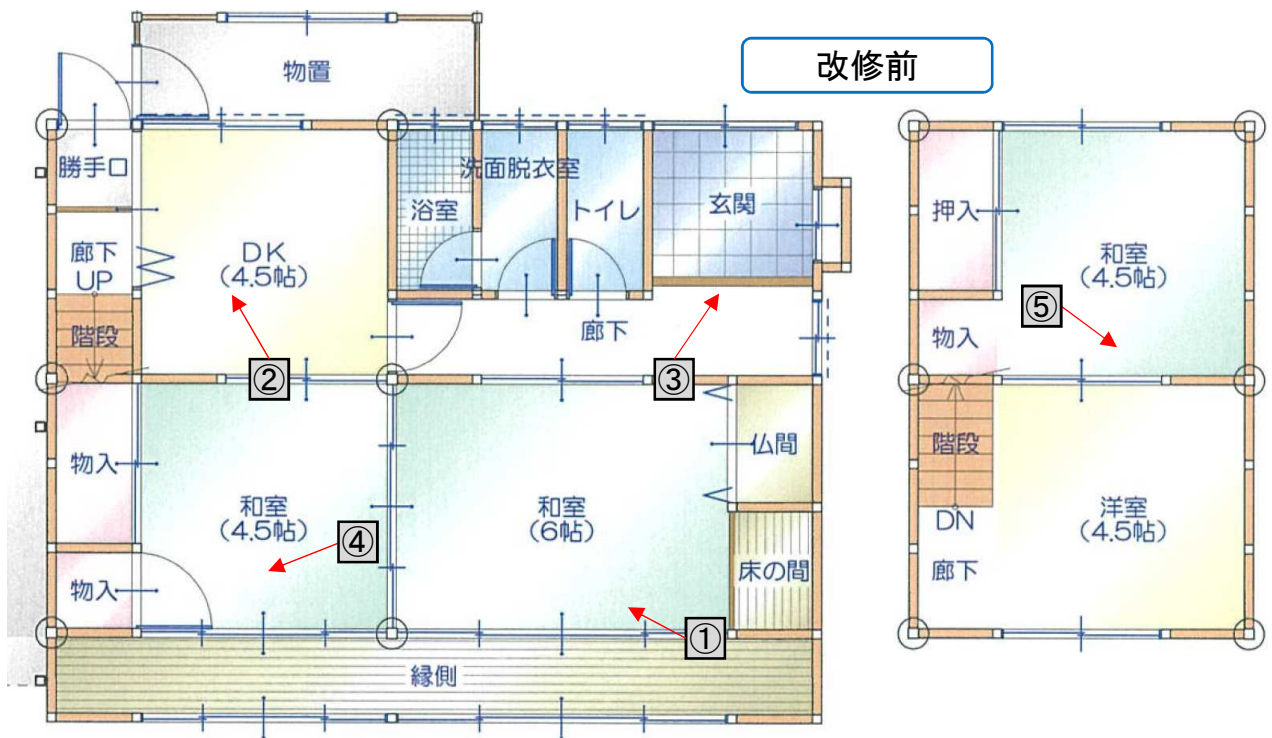 改修前
物置
勝手口
廊下
UP
階段
DK
(4.5帖)
②
浴室
洗面脱衣室
トイレ
玄関
廊下
③
物入
物入
和室
(4.5帖)
④
和室
(6帖)
仏間
床の間
①
縁側
押入
和室
(4.5帖)
⑤
物入
階段
DN
廊下
洋室
(4.5帖)